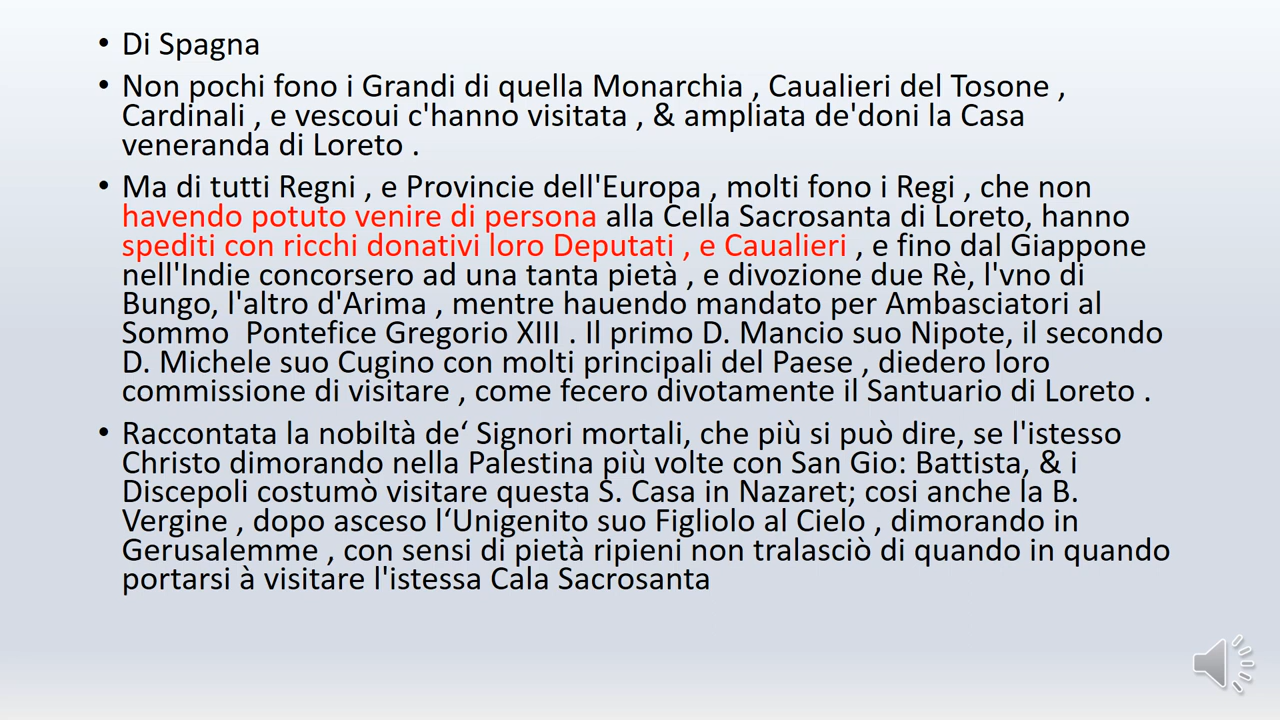 • Di Spagna
• Non pochi fono i Grandi di quella Monarchia , Caualieri del Tosone ,
Cardinali , e vescoui c'hanno visitata , & ampliata de'doni la Casa
veneranda di Loreto .
• Ma di tutti Regni , e Provincie dell'Europa , molti fono i Regi , che non
havendo potuto venire di persona alla Cella Sacrosanta di Loreto, hanno
spediti con ricchi donativi loro Deputati , e Caualieri , e fino dal Giappone
nell'Indie concorsero ad una tanta pietà , e divozione due Rè, l'vno di
Bungo, l'altro d'Arima , mentre hauendo mandato per Ambasciatori al
Sommo  Pontefice Gregorio XIII . Il primo D. Mancio suo Nipote, il secondo
D. Michele suo Cugino con molti principali del Paese , diedero loro
commissione di visitare , come fecero divotamente il Santuario di Loreto .
• Raccontata la nobiltà de‘ Signori mortali, che più si può dire, se l'istesso
Christo dimorando nella Palestina più volte con San Gio: Battista, & i
Discepoli costumò visitare questa S. Casa in Nazaret; cosi anche la B.
Vergine , dopo asceso l‘Unigenito suo Figliolo al Cielo , dimorando in
Gerusalemme , con sensi di pietà ripieni non tralasciò di quando in quando
portarsi à visitare l'istessa Cala Sacrosanta